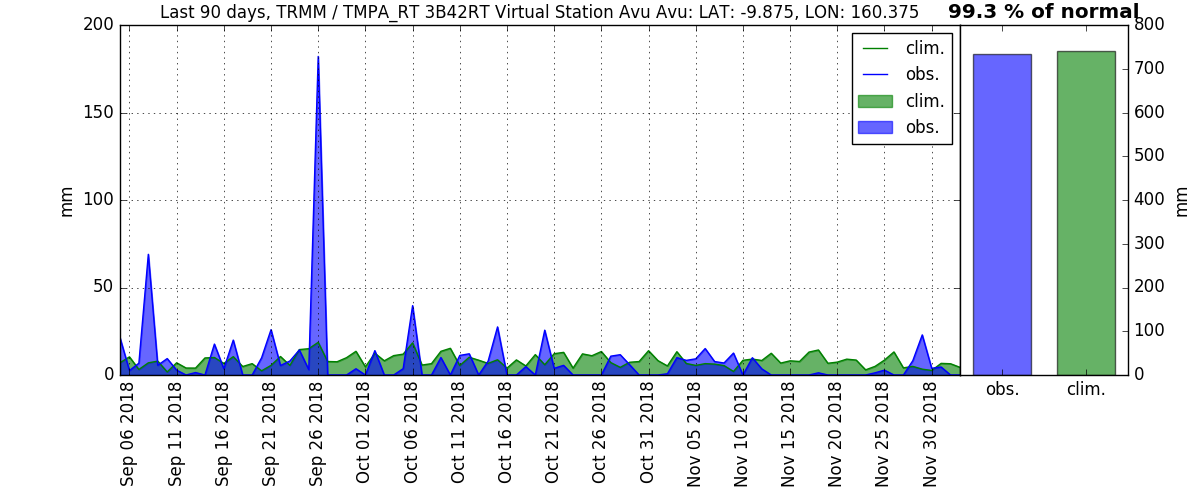 Last 90 days, TRMM / TMPA_RT 3B42RT Virtual Station Avu Avu: LAT: -9.875, LON: 160.375
99.3 % of normal
200
150
100
50
0
mm
clim.
obs.
clim.
obs.
800
700
600
500
400
300
200
100
0
mm
Sep 06 2018
Sep 11 2018
Sep 16 2018
Sep 21 2018
Sep 26 2018
Oct 01 2018
Oct 06 2018
Oct 11 2018
Oct 16 2018
Oct 21 2018
Oct 26 2018
Oct 31 2018
Nov 05 2018
Nov 10 2018
Nov 15 2018
Nov 20 2018
Nov 25 2018
Nov 30 2018
obs.
clim.